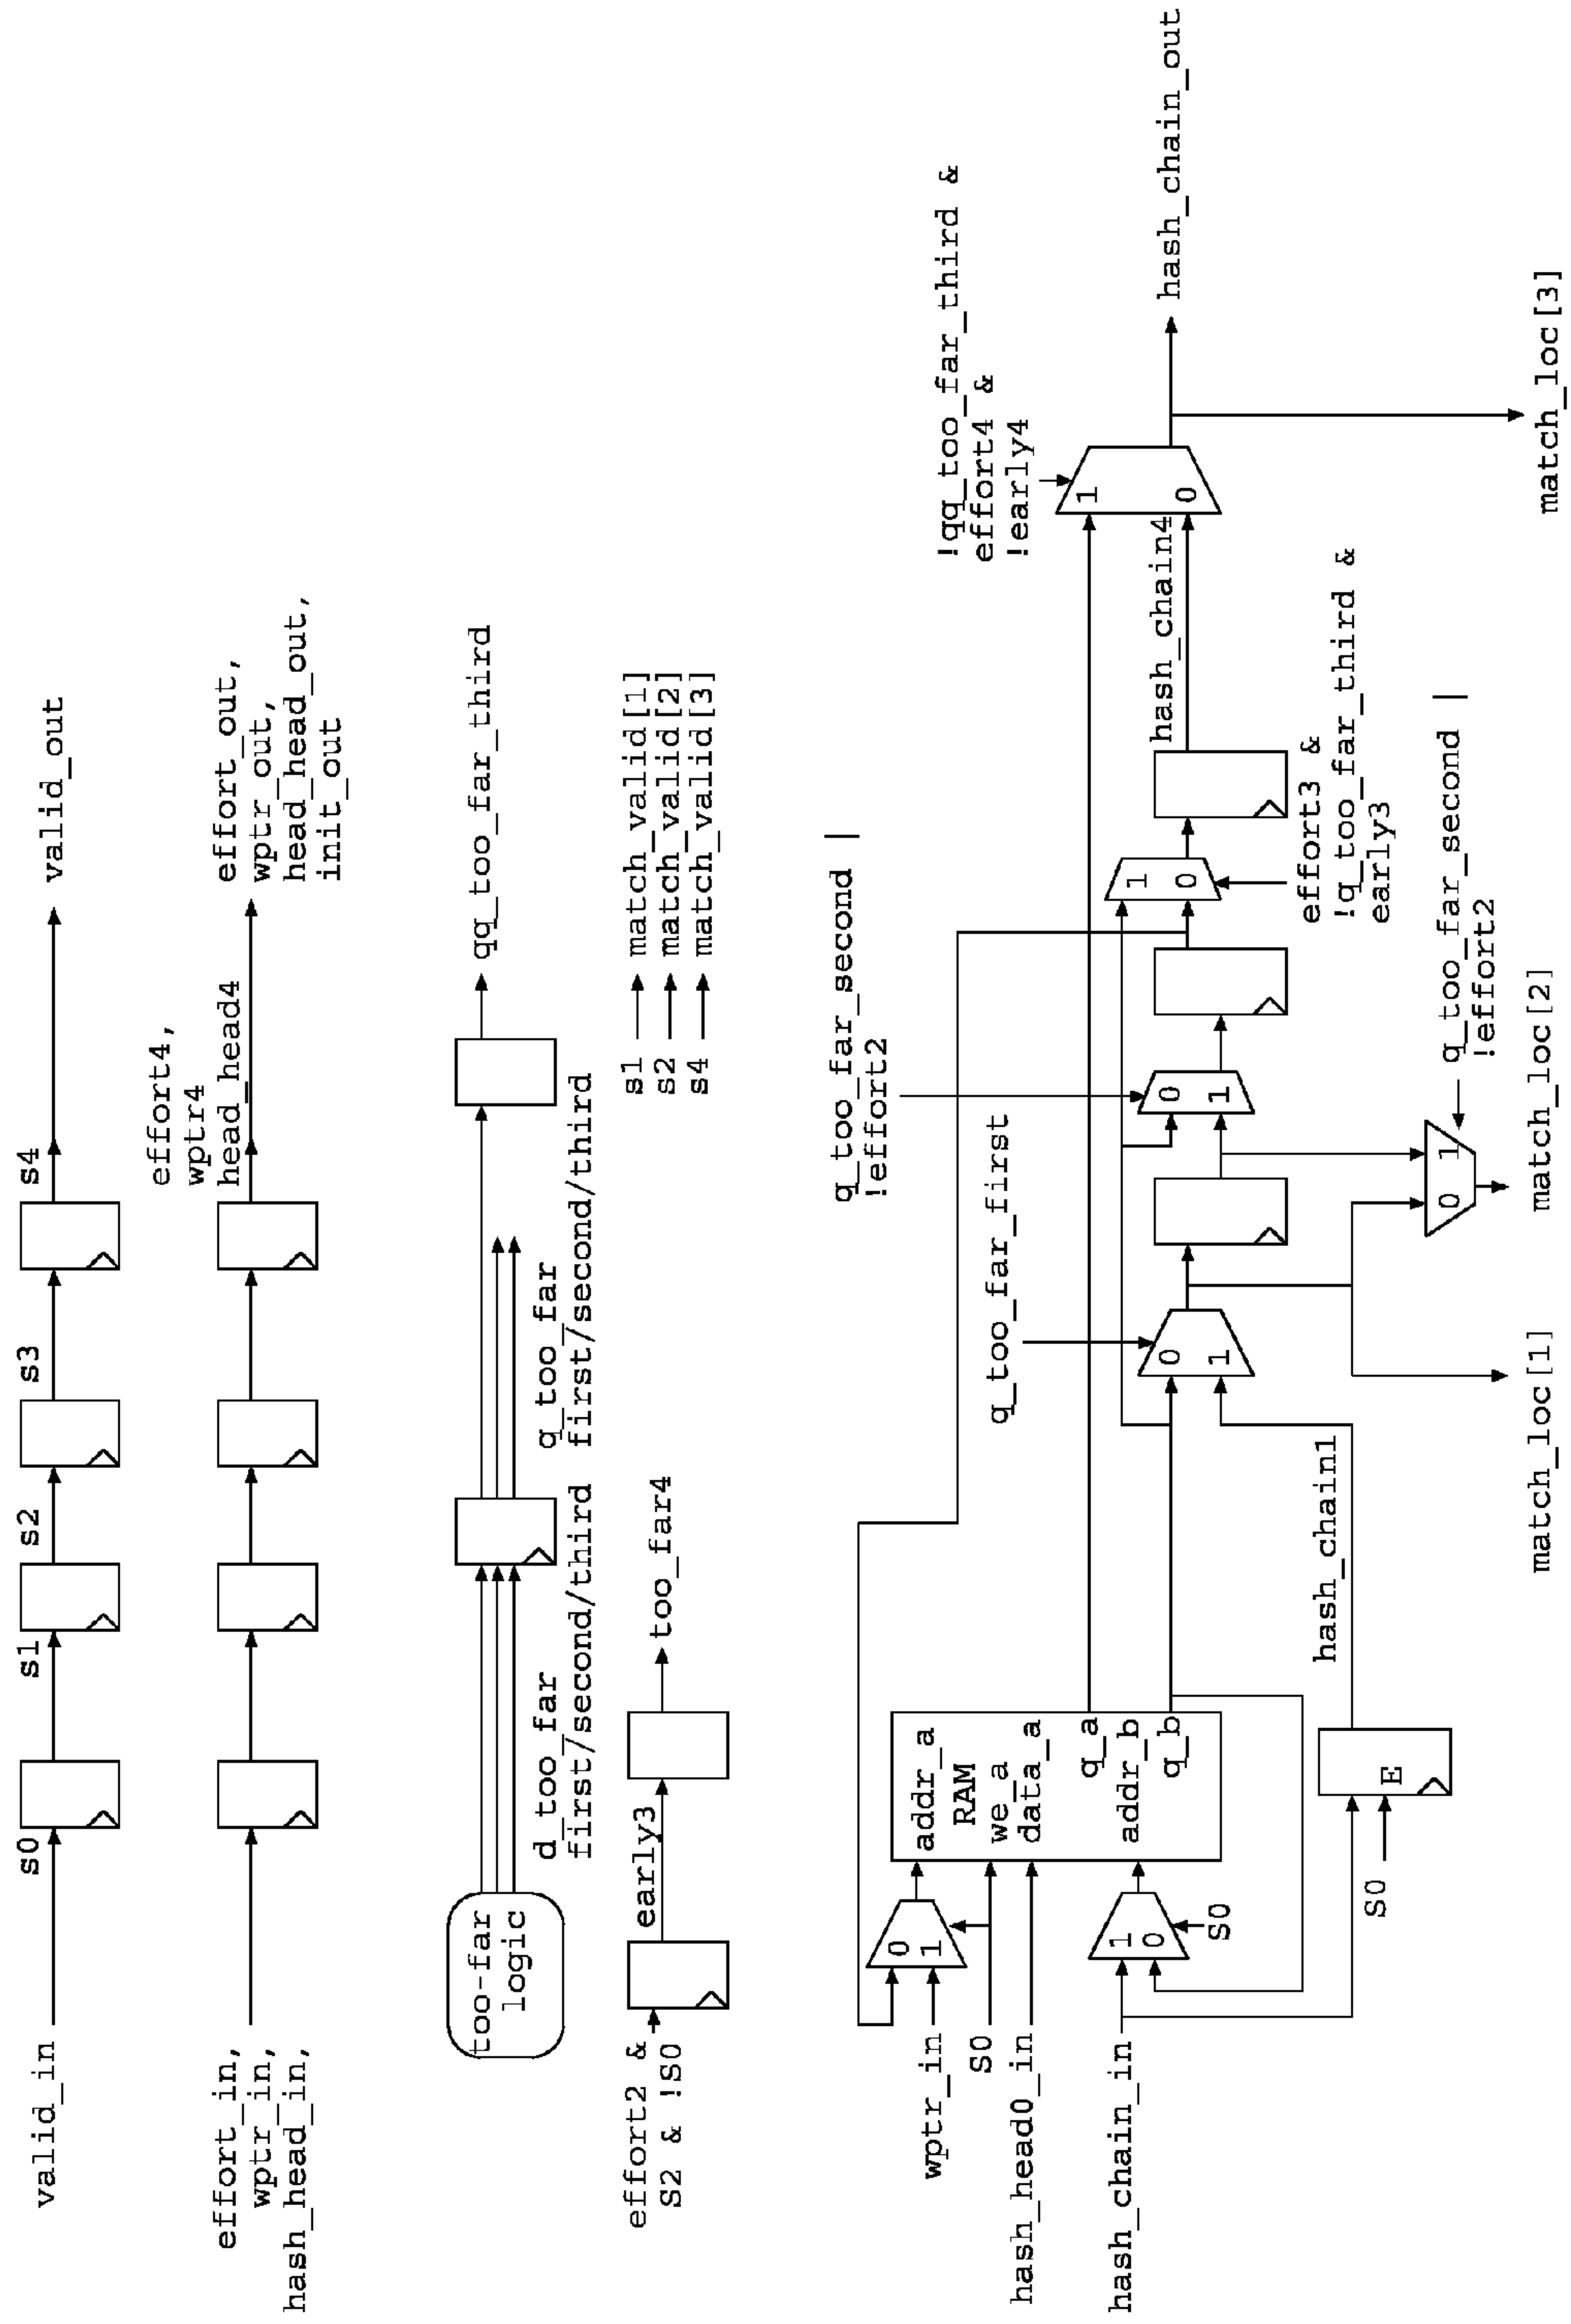 valid_in
s0
s1
s2
s3
s4
valid_out
effort_in,
wptr_in,
hash_head_in,
effort4,
wptr4
head_head4
effort_out,
wptr_out,
head_head_out,
init_out
too-far
logic
d_too_far
first/second/third
q_too_far
first/second/third
qq_too_far_third
effort2 &
S2 & !S0
early3
too_far4
s1
match_valid[1]
s2
match_valid[2]
s4
match_valid[3]
wptr_in
S0
hash_head0_in
hash_chain_in
0
1
1
0
S0
addr_a
RAM
we_a
data_a
q_a
addr_b
q_b
S0
E
hash_chain1
q_too_far_first
0
1
q_too_far_second |
!effort2
0
1
1
0
effort3 &
!q_too_far_third &
early3
hash_chain4
!qq_too_far_third &
effort4 &
!early4
1
0
hash_chain_out
0 1
q_too_far_second |
!effort2
match_loc[1]
match_loc[2]
match_loc[3]